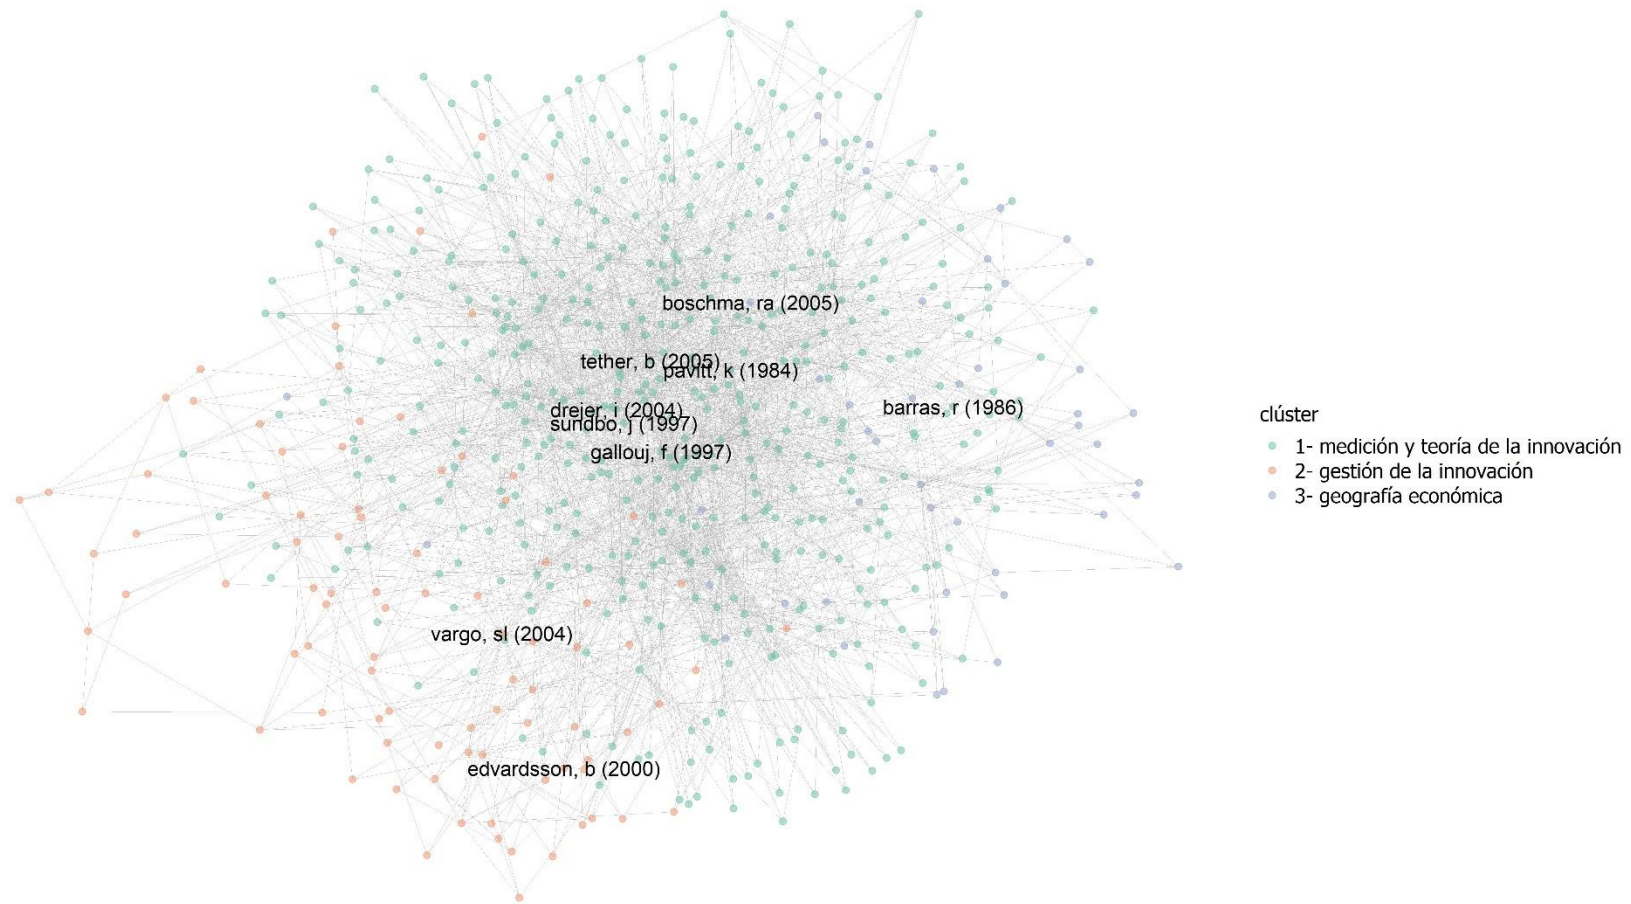 boschma, ra (2005)
tether, b (2005)
pavitt, k (1984)
drejer, i (2004)
barras, r (1986)
sundbo, j (1997)
gallouj, f (1997)
vargo, sl (2004)
edvardsson, b (2000)
clúster
1- medición y teoría de la innovación
2- gestión de la innovación
3- geografía económica